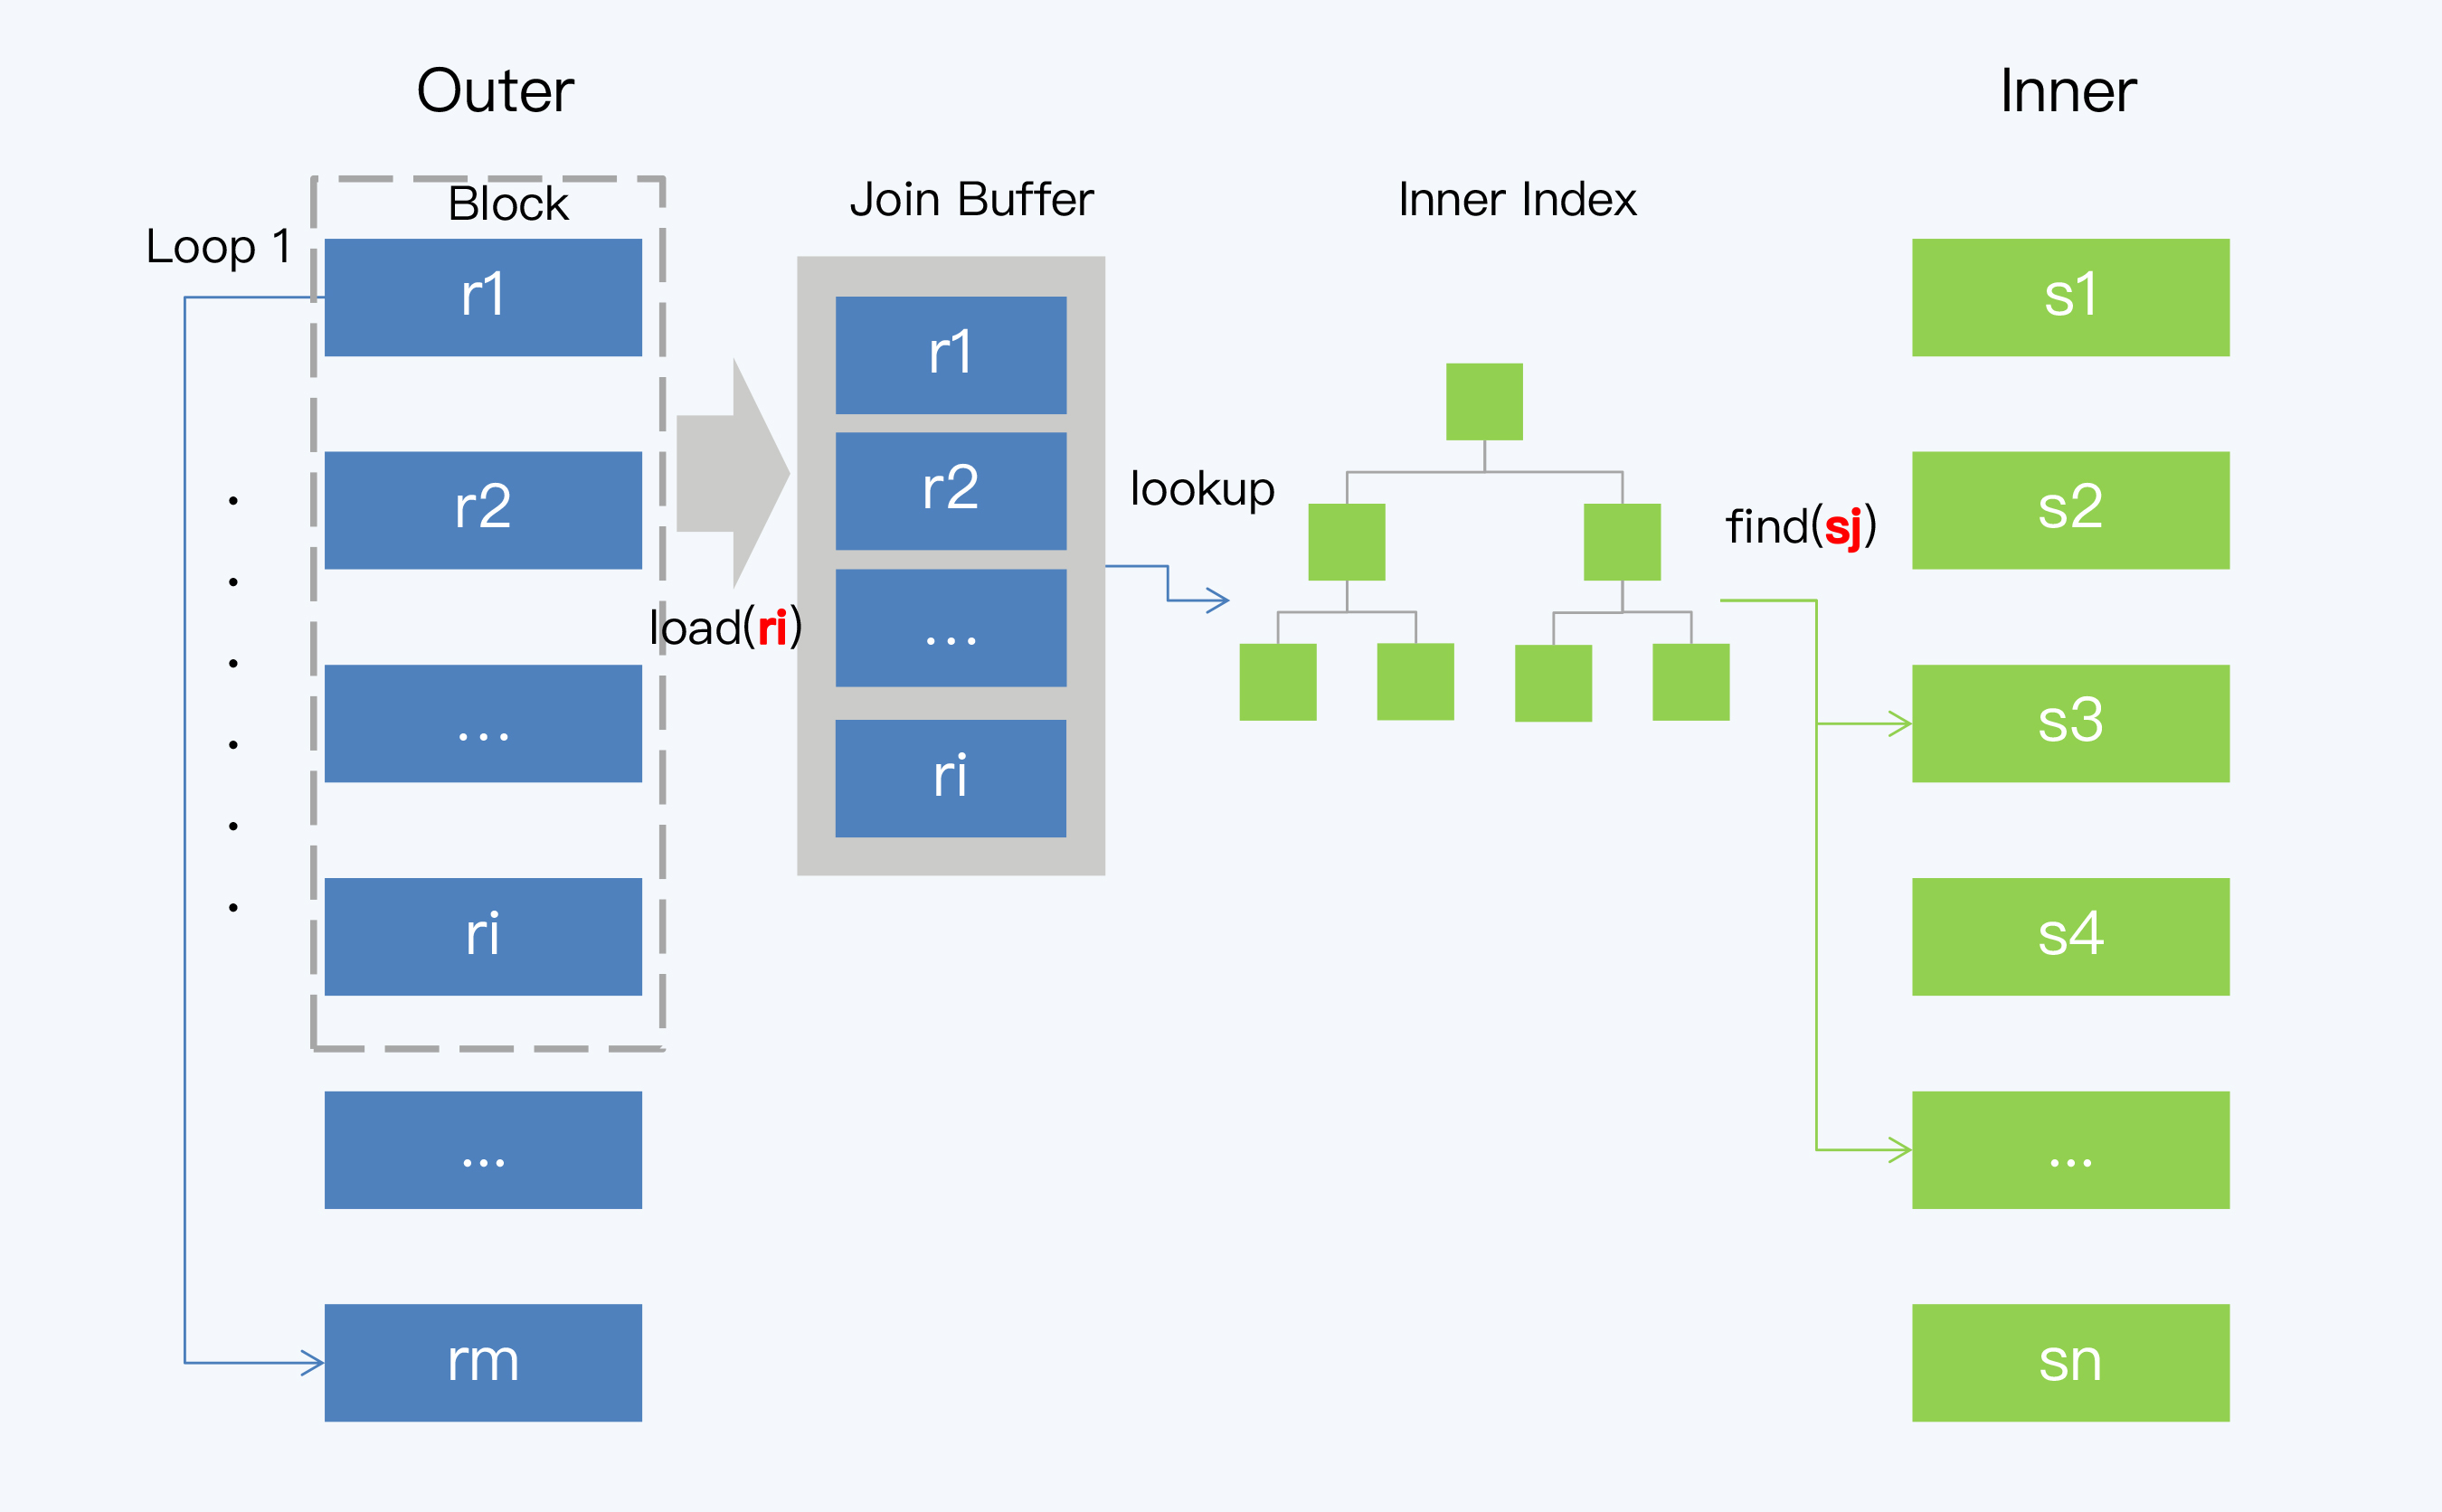 Outer
Inner
Block
Join Buffer
Inner Index
Loop 1
r1
r2
...
ri
...
rm
load(ri)
r1
r2
...
ri
lookup
find(sj)
s1
s2
s3
s4
...
sn